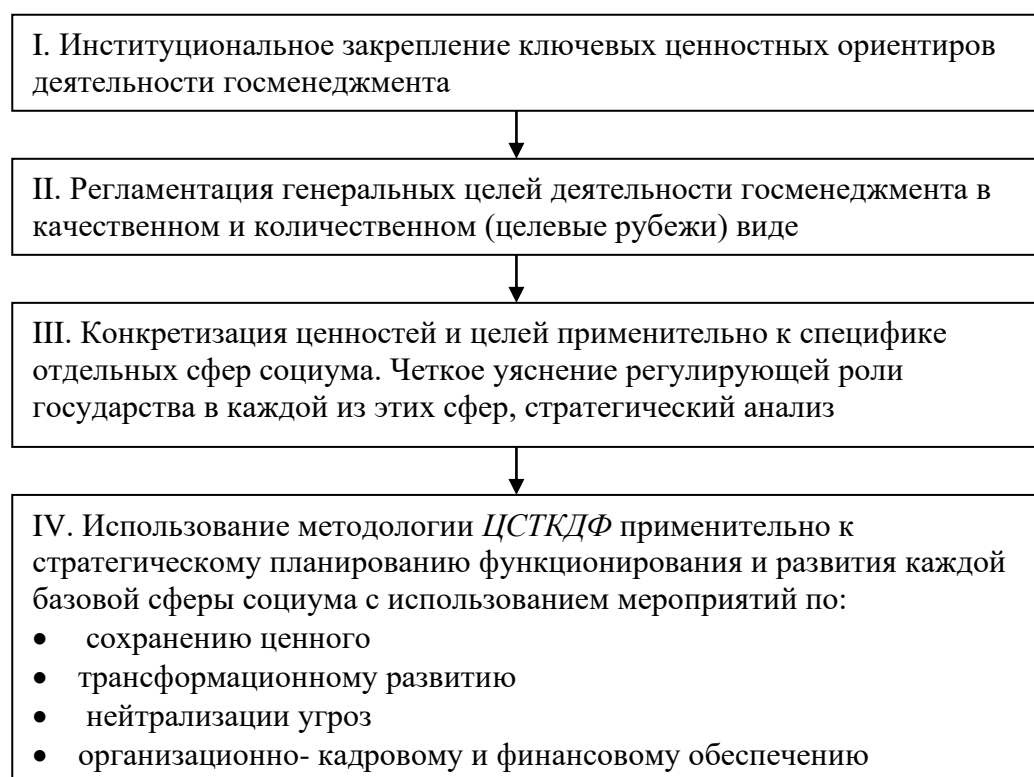 I. Институциональное закрепление ключевых ценностных ориентиров
деятельности госменеджмента
II. Регламентация генеральных целей деятельности госменеджмента в
качественном и количественном (целевые рубежи) виде
III. Конкретизация ценностей и целей применительно к специфике
отдельных сфер социума. Четкое уяснение регулирующей роли
государства в каждой из этих сфер, стратегический анализ
IV. Использование методологии ЦСТКДФ применительно к
стратегическому планированию функционирования и развития каждой
базовой сферы социума с использованием мероприятий по:
• сохранению ценного
• трансформационному развитию
• нейтрализации угроз
• организационно- кадровому и финансовому обеспечению